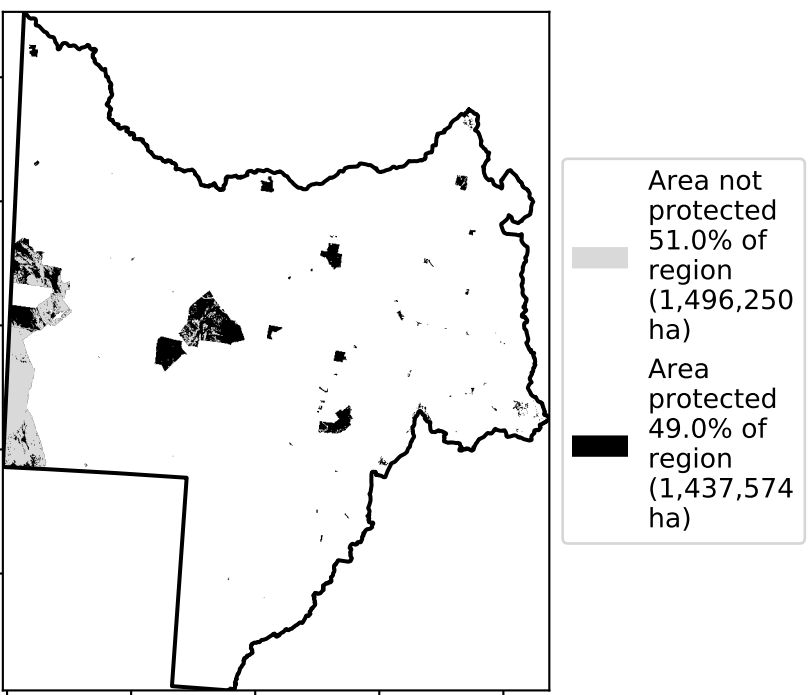 Area not
protected
51.0% of
region
(1,496,250
ha)
Area
protected
49.0% of
region
(1,437,574
ha)